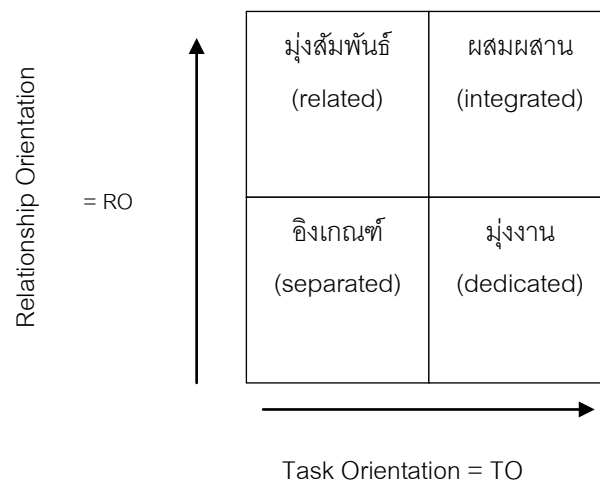 มุ่งสัมพันธ์
(related)
ผสมผสาน
(integrated)
Relationship Orientation
= RO
อิงเกณฑ์
(separated)
มุ่งงาน
(dedicated)
Task Orientation = TO